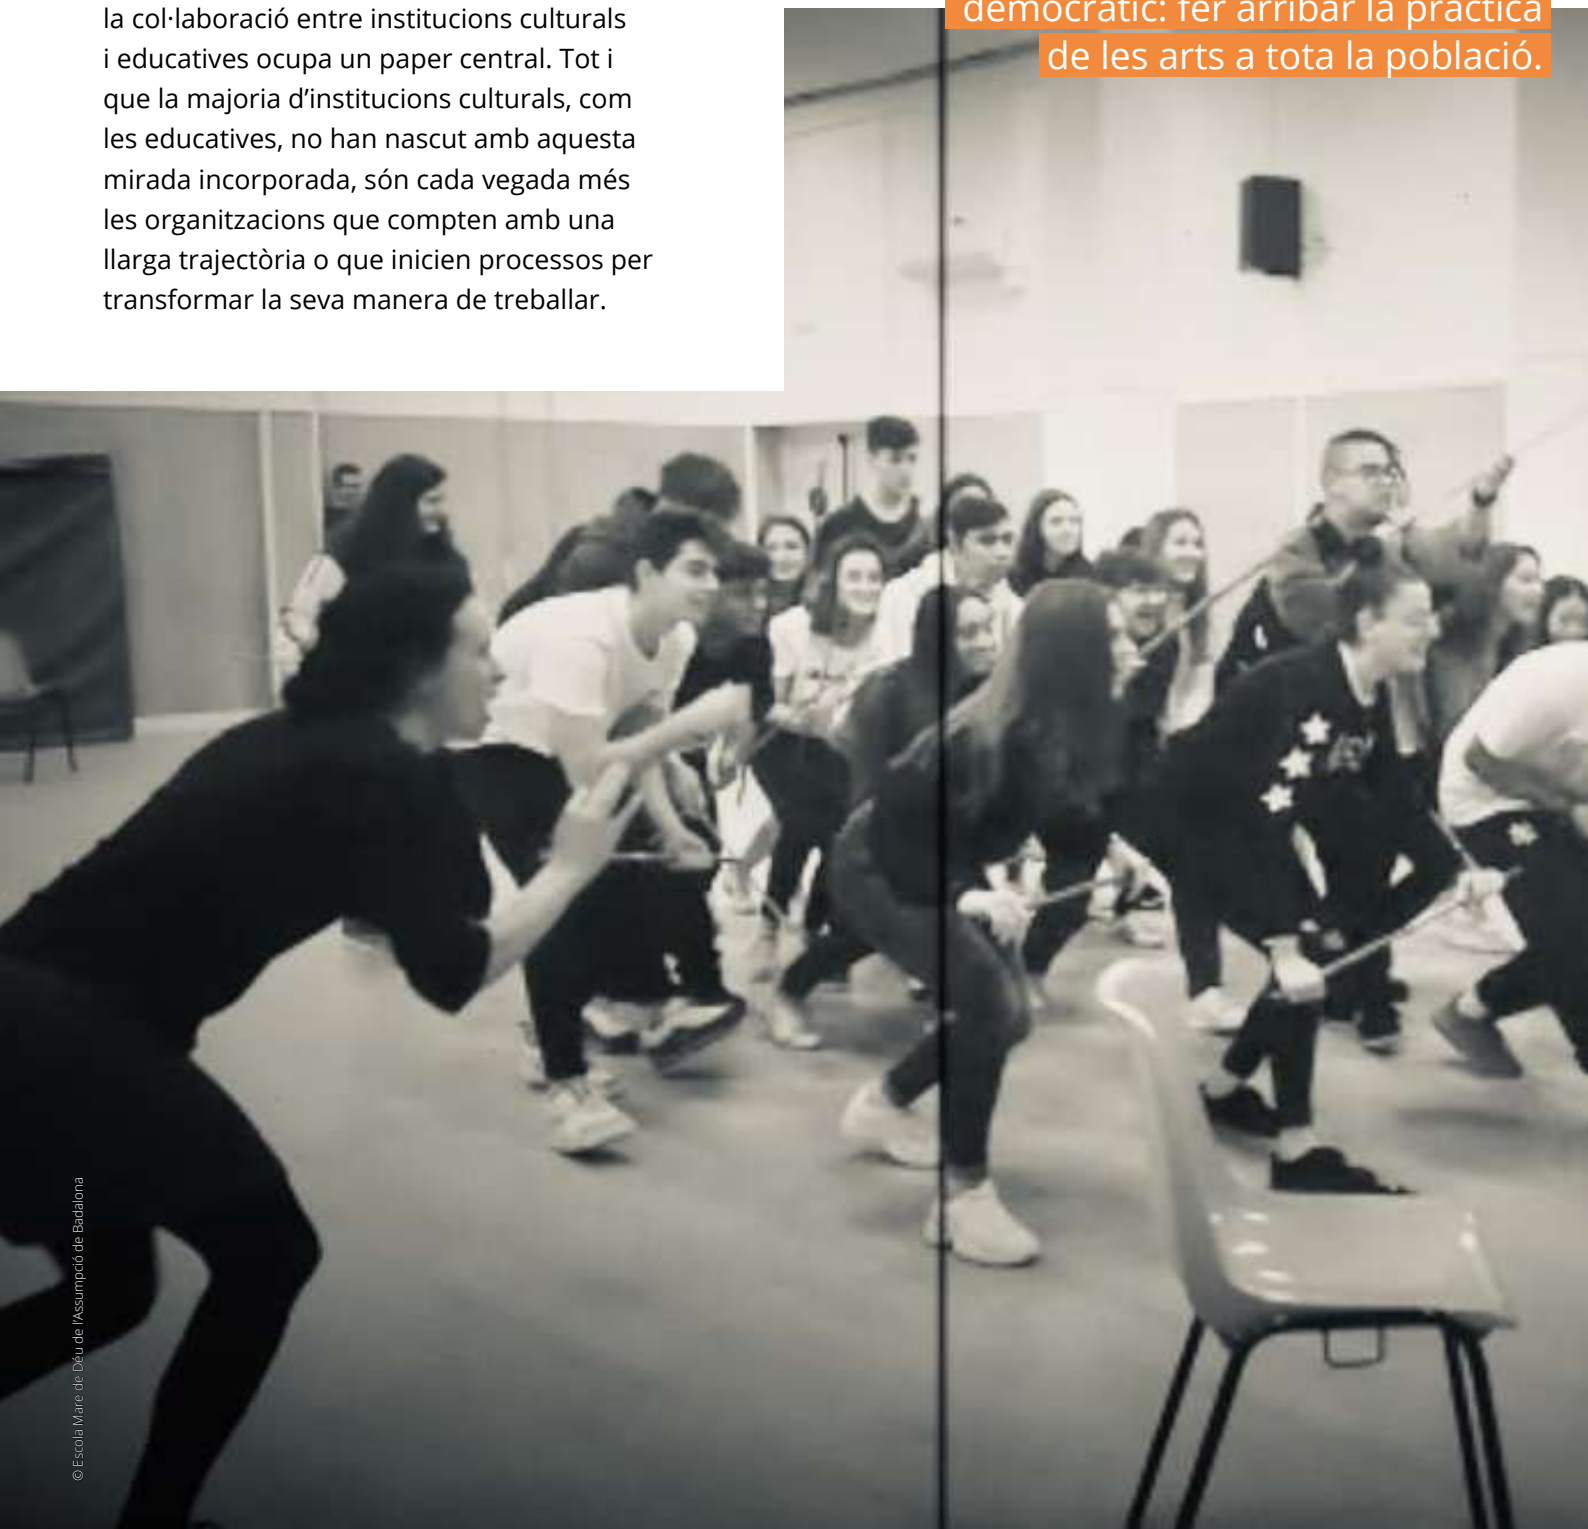 la col·laboració entre institucions culturals
i educatives ocupa un paper central. Tot i
que la majoria d’institucions culturals, com
les educatives, no han nascut amb aquesta
mirada incorporada, són cada vegada més
les organitzacions que compten amb una
llarga trajectòria o que inicien processos per
transformar la seva manera de treballar.
democràtic: fer arribar la pràctica
de les arts a tota la població.
© Escola Mare de Déu de l’Assumpció de Badalona